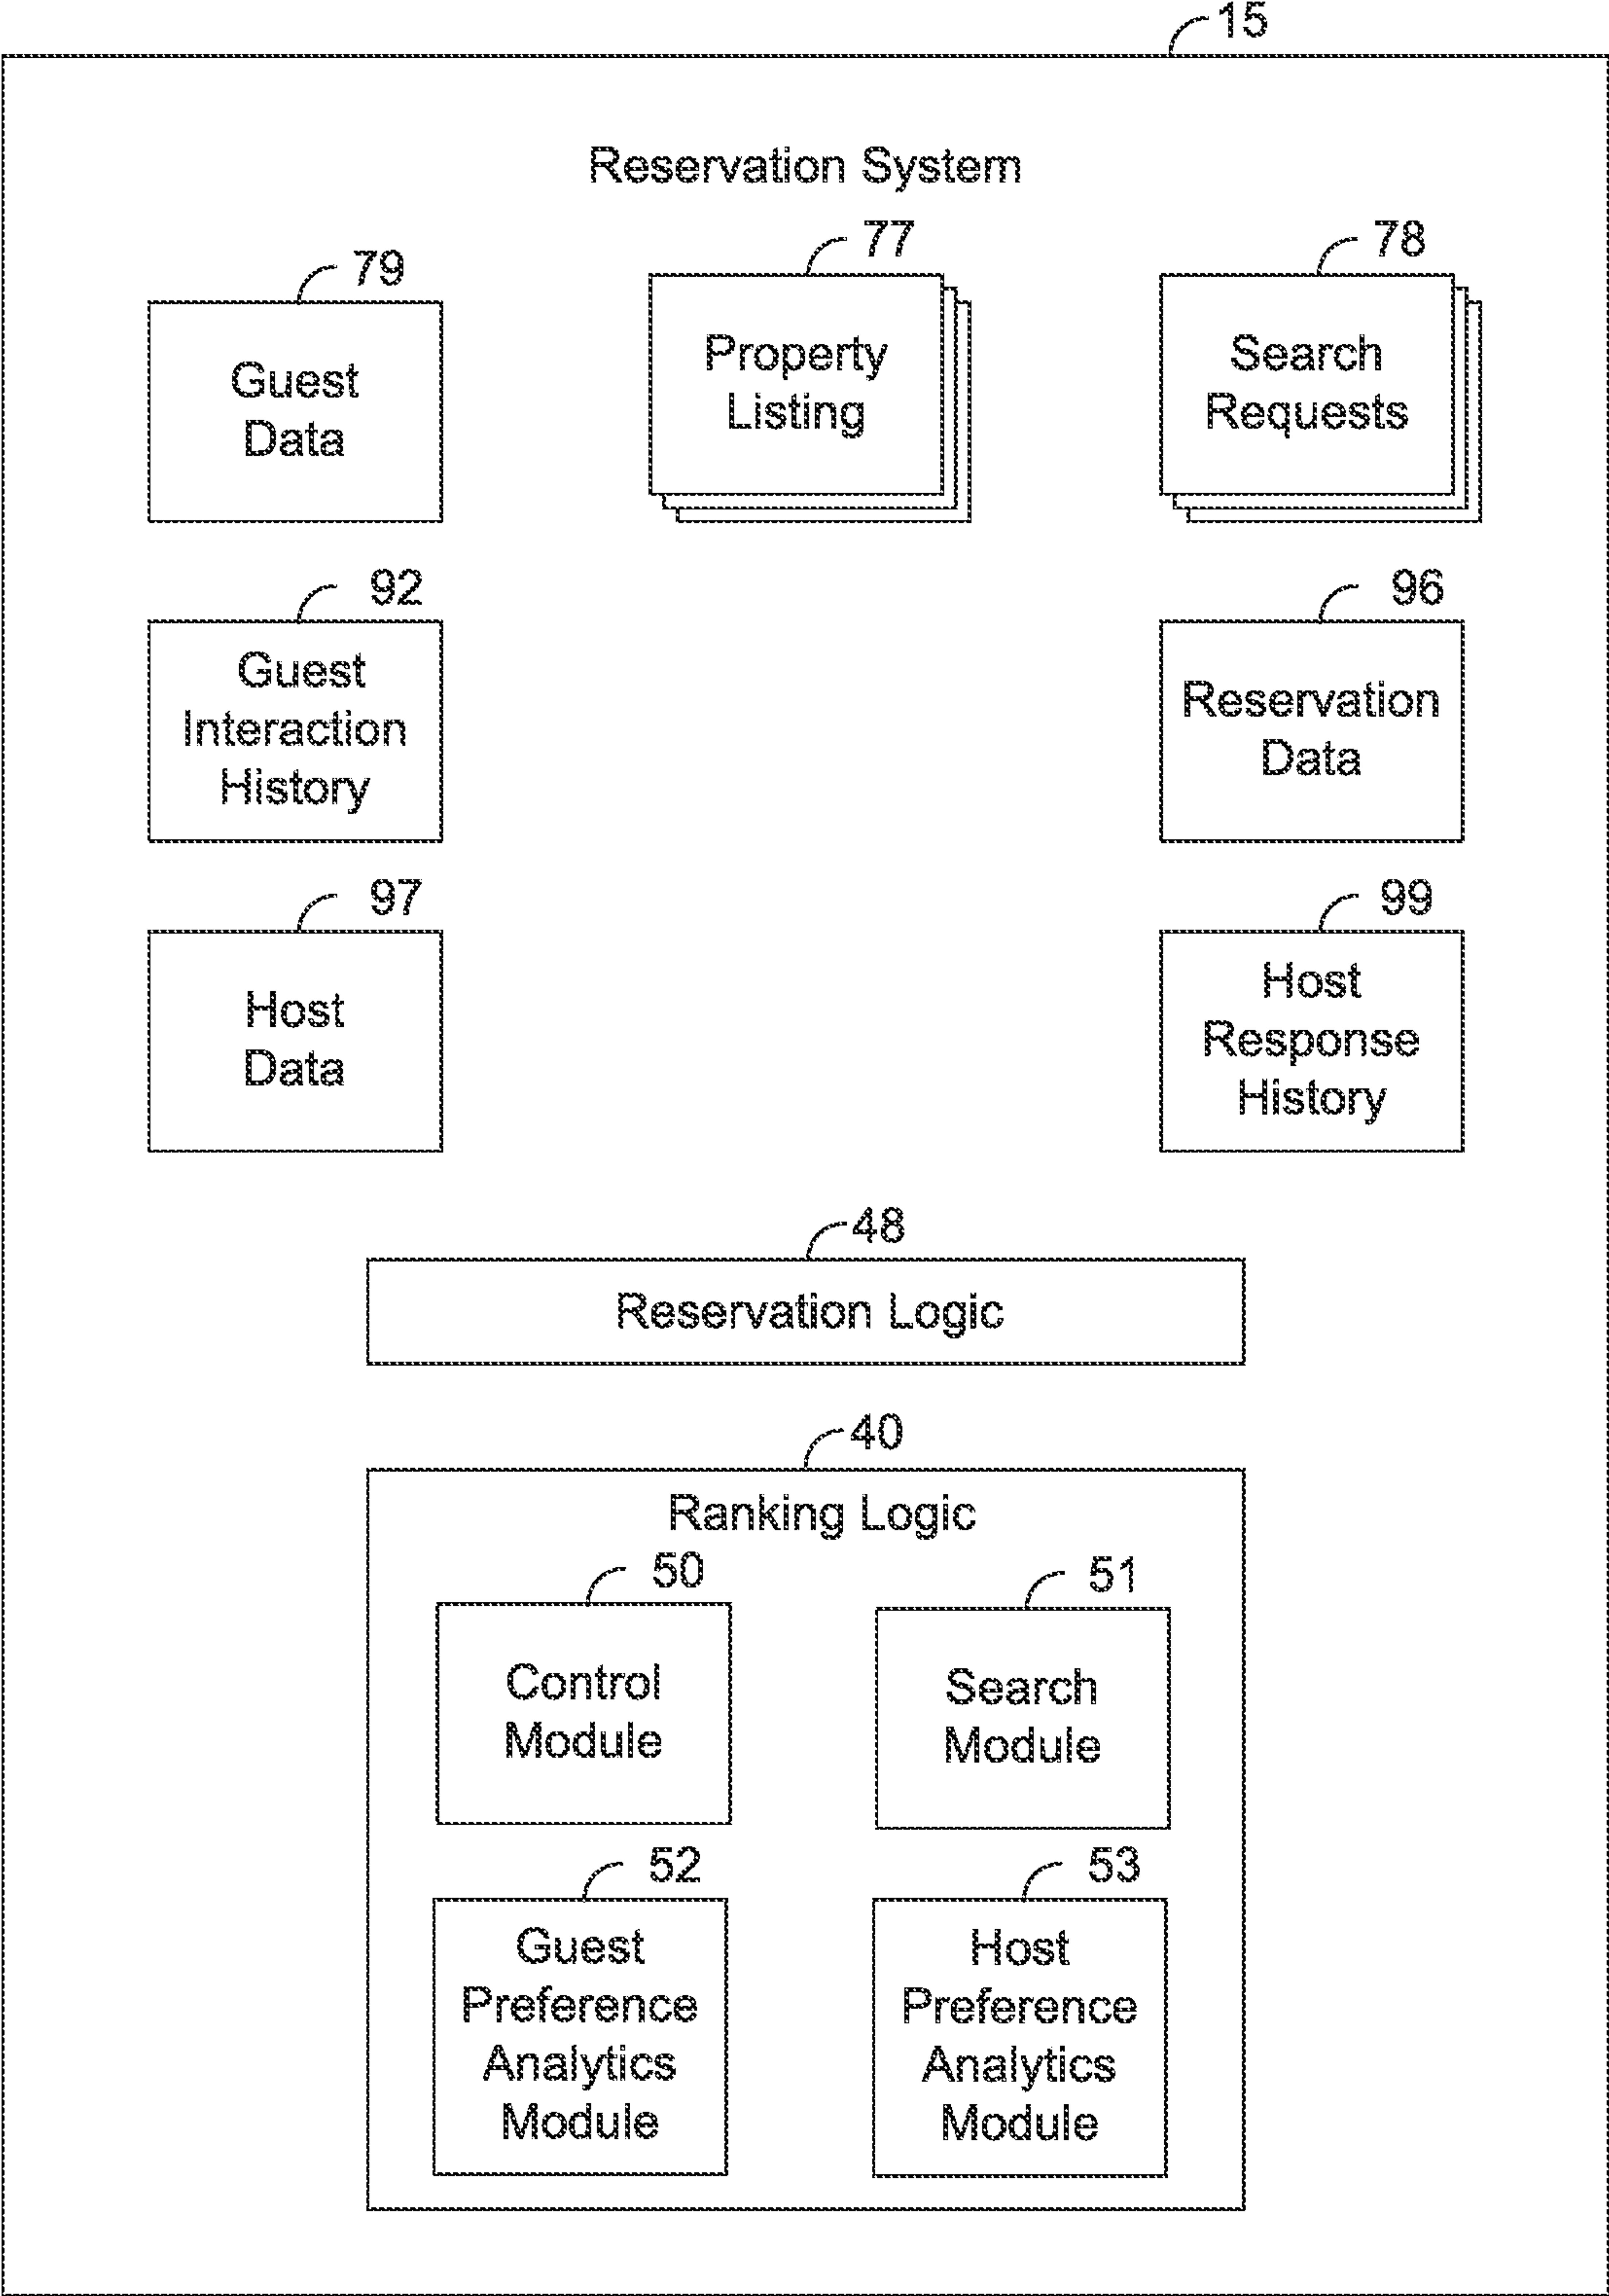 15
Reservation System
79
77
78
Guest
Data
Property
Listing
Search
Requests
92
96
Guest
Interaction
History
Reservation
Data
97
99
Host
Data
Host
Response
History
48
Reservation Logic
40
Ranking Logic
50
51
Control
Module
Search
Module
52
53
Guest
Preference
Analytics
Module
Host
Preference
Analytics
Module